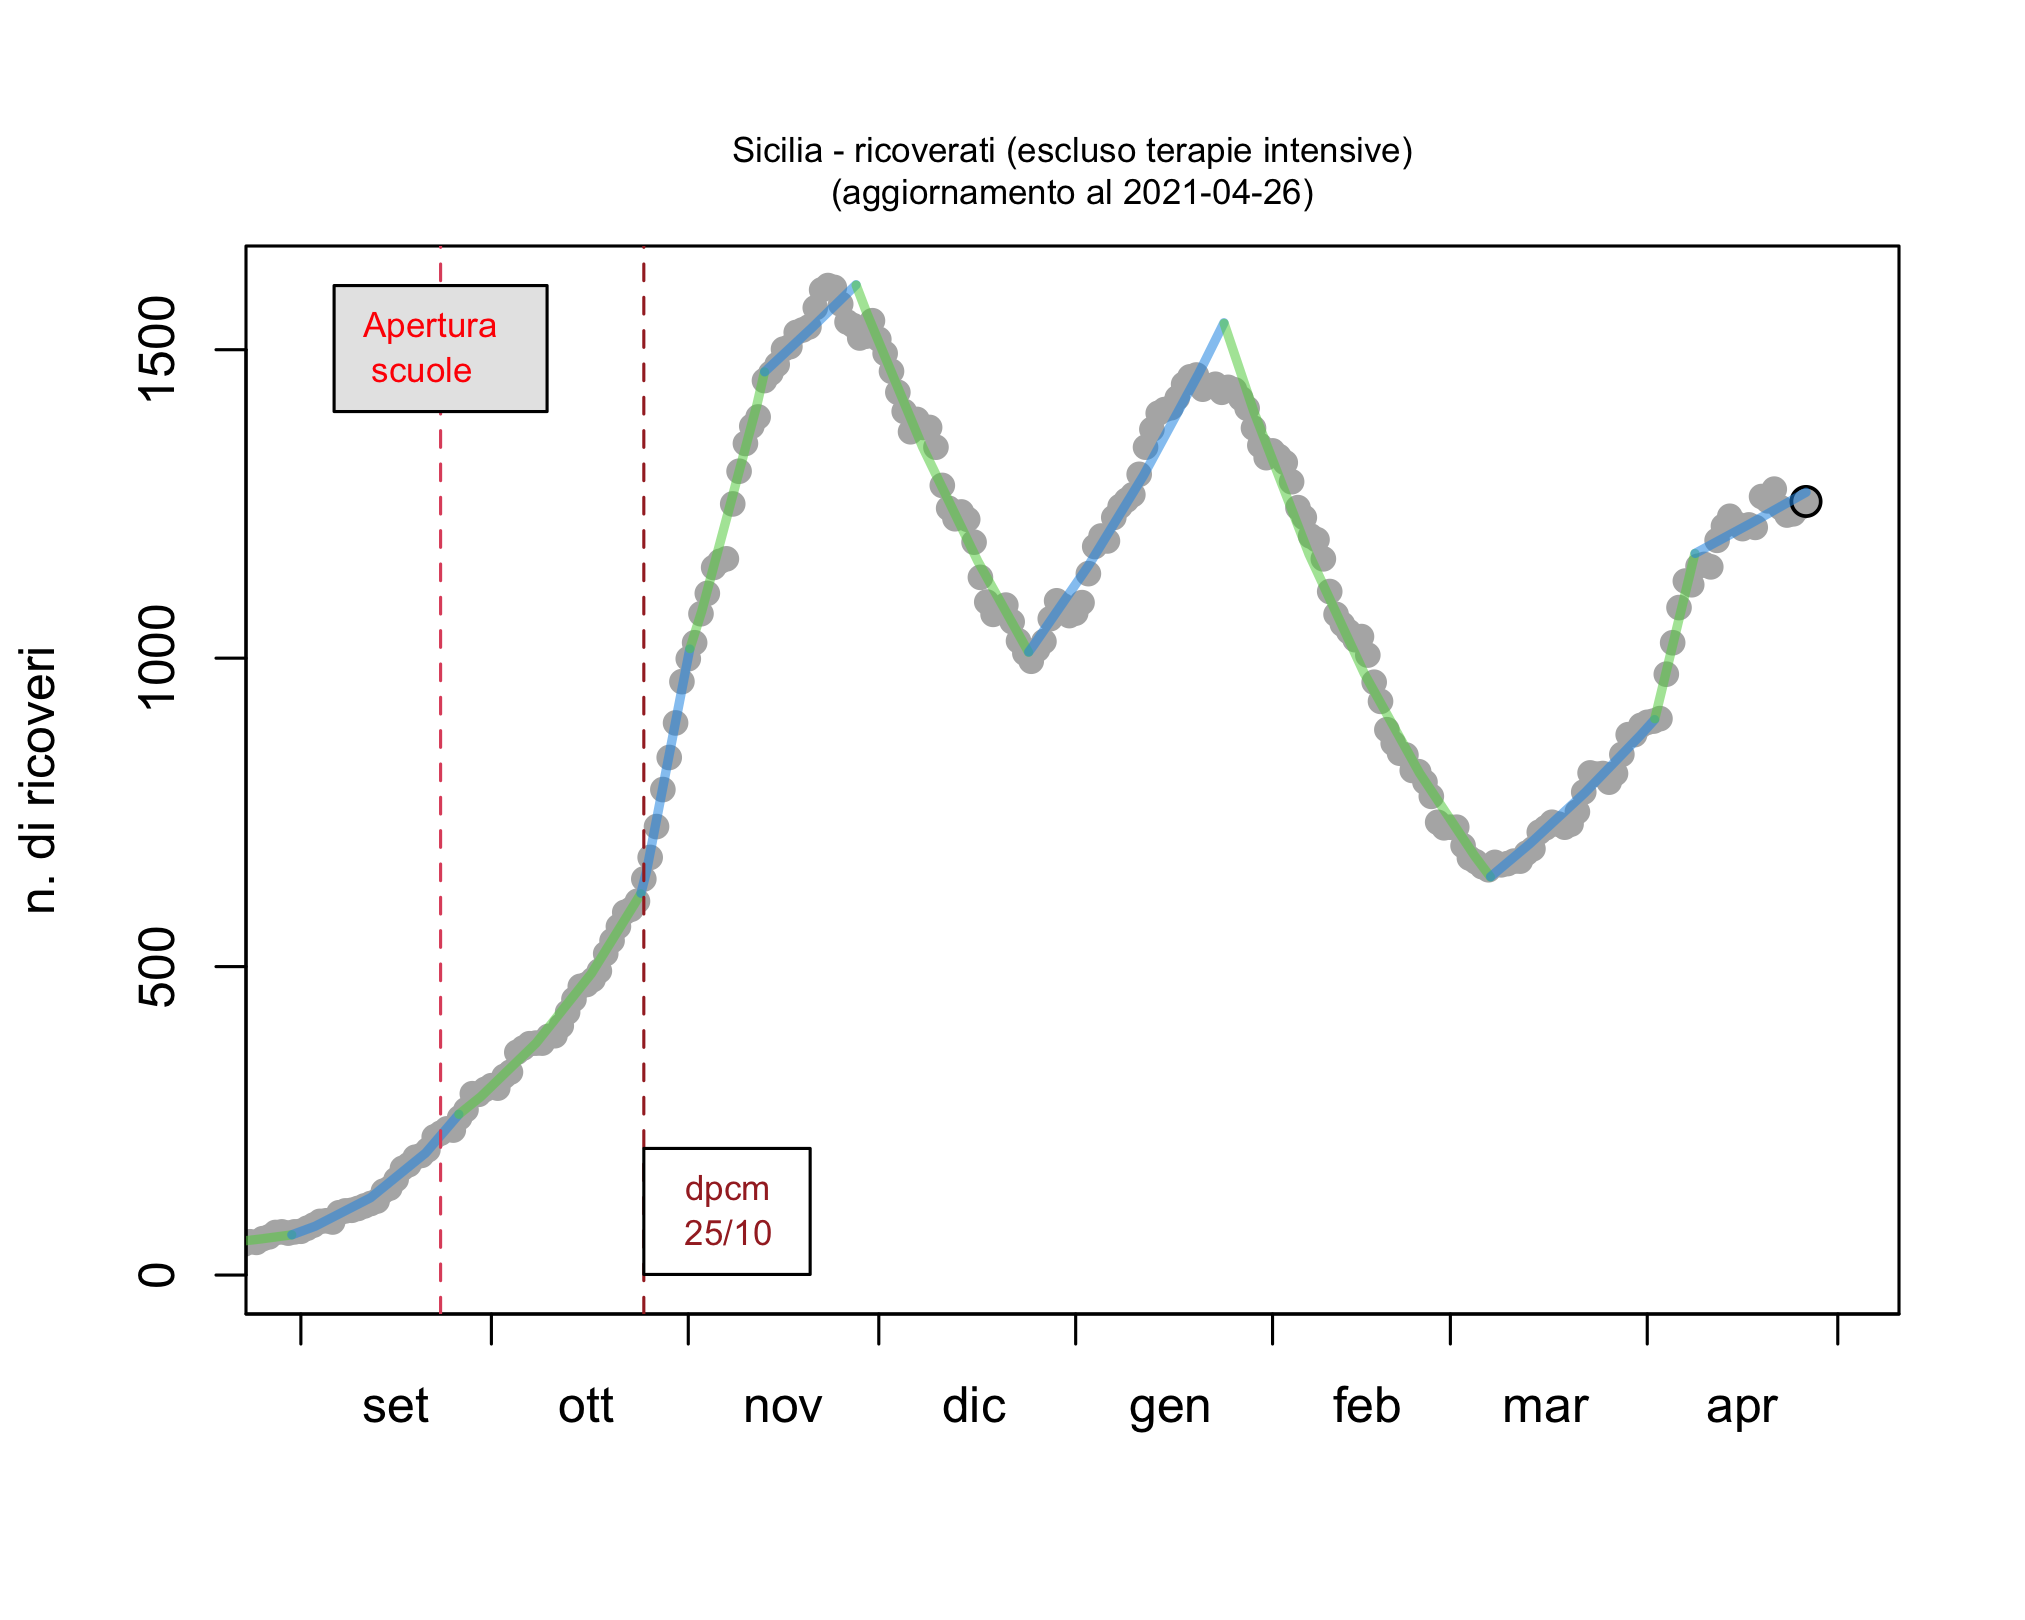 Sicilia - ricoverati (escluso terapie intensive)
(aggiornamento al 2021-04-26)
n. di ricoveri
1500
1000
500
0
Apertura
scuole
dpcm
25/10
set ott nov dic gen feb mar apr